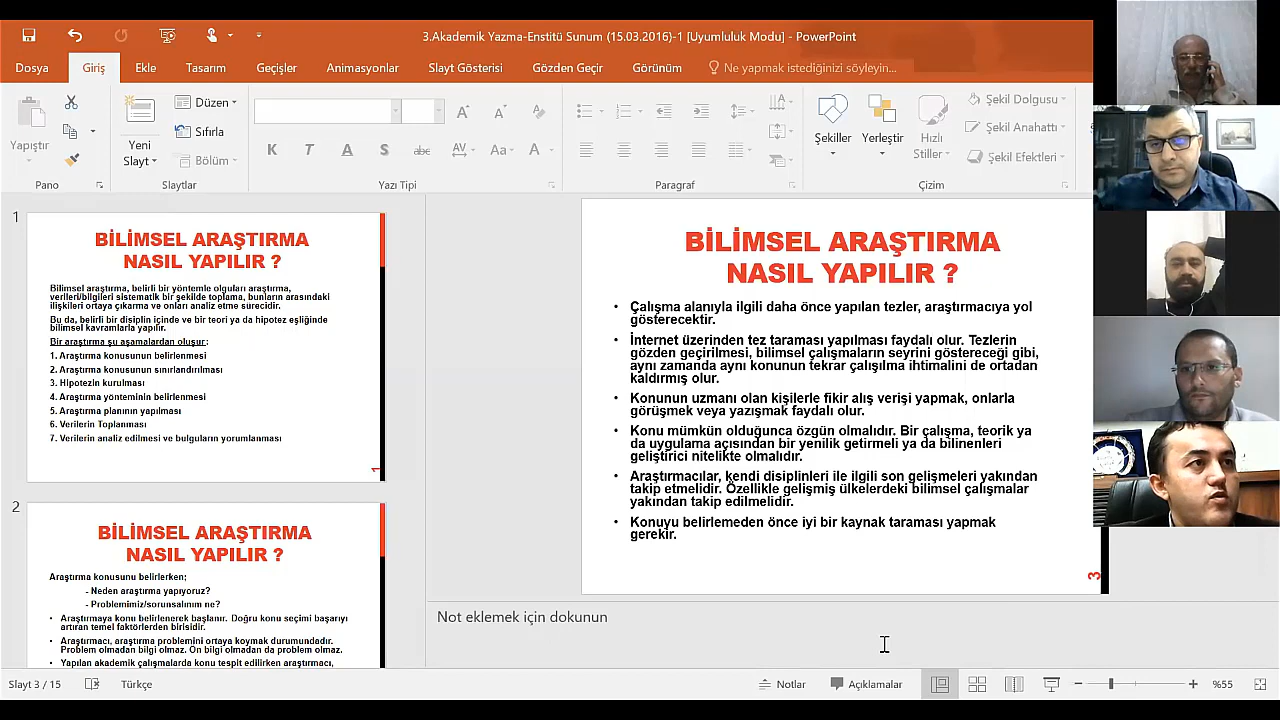 3.Akademik Yazma-Enstitü Sunum (15.03.2016)-1 [Uyumluluk Modu] - PowerPoint
Dosya
Giriş
Ekle
Tasarım
Geçişler
Animasyonlar
Slayt Gösterisi
Gözden Geçir
Görünüm
Ne yapmak istediğinizi söyleyin...
Yapıştır
Pano
Yeni
Slayt
Düzen
Sıfırla
Bölüm
Slaytlar
K
T
A
S
abc
AV
Aa
A
Yazı Tipi
Paragraf
Şekiller
Yerleştir
Hızlı
Stiller
Şekil Dolgusu
Şekil Anahattı
Şekil Efektleri
Çizim
1
BİLİMSEL ARAŞTIRMA
NASIL YAPILIR ?
Bilimsel araştırma, belirli bir yöntemle olguları araştırma,
verileri/bilgileri sistematik bir şekilde toplama, bunların arasındaki
ilişkileri ortaya çıkarma ve onları analiz etme sürecidir.
Bu da, belirli bir disiplin içinde ve bir teori ya da hipotez eşliğinde
bilimsel kavramlarla yapılır.
Bir araştırma şu aşamalardan oluşur:
1. Araştırma konusunun belirlenmesi
2. Araştırma konusunun sınırlandırılması
3. Hipotezin kurulması
4. Araştırma yönteminin belirlenmesi
5. Araştırma planının yapılması
6. Verilerin Toplanması
7. Verilerin analiz edilmesi ve bulguların yorumlanması
1
2
BİLİMSEL ARAŞTIRMA
NASIL YAPILIR ?
Araştırma konusunu belirlerken;
- Neden araştırma yapıyoruz?
- Problemimiz/sorunsalınım ne?
• Araştırmaya konu belirlenerek başlanır. Doğru konu seçimi başarıyı
artıran temel faktörlerden birisidir.
• Araştırmacı, araştırma problemini ortaya koymak durumundadır.
Problem olmadan bilgi olmaz. Ön bilgi olmadan da problem olmaz.
• Yapılan akademik çalışmalarda konu tespit edilirken araştırmacı,
BİLİMSEL ARAŞTIRMA
NASIL YAPILIR ?
• Çalışma alanıyla ilgili daha önce yapılan tezler, araştırmacıya yol
gösterecektir.
• İnternet üzerinden tez taraması yapılması faydalı olur. Tezlerin
gözden geçirilmesi, bilimsel çalışmaların seyrini göstereceği gibi,
aynı zamanda aynı konunun tekrar çalışılma ihtimalini de ortadan
kaldırmış olur.
• Konunun uzmanı olan kişilerle fikir alış verişi yapmak, onlarla
görüşmek veya yazışmak faydalı olur.
• Konu mümkün olduğunca özgün olmalıdır. Bir çalışma, teorik ya
da uygulama açısından bir yenilik getirmeli ya da bilinenleri
geliştirici nitelikte olmalıdır.
• Araştırmacılar, kendi disiplinleri ile ilgili son gelişmeleri yakından
takip etmelidir. Özellikle gelişmiş ülkelerdeki bilimsel çalışmalar
yakından takip edilmelidir.
• Konuyu belirlemeden önce iyi bir kaynak taraması yapmak
gerekir.
3
Not eklemek için dokunun
Slayt 3 / 15
Türkçe
Notlar
Açıklamalar
%55